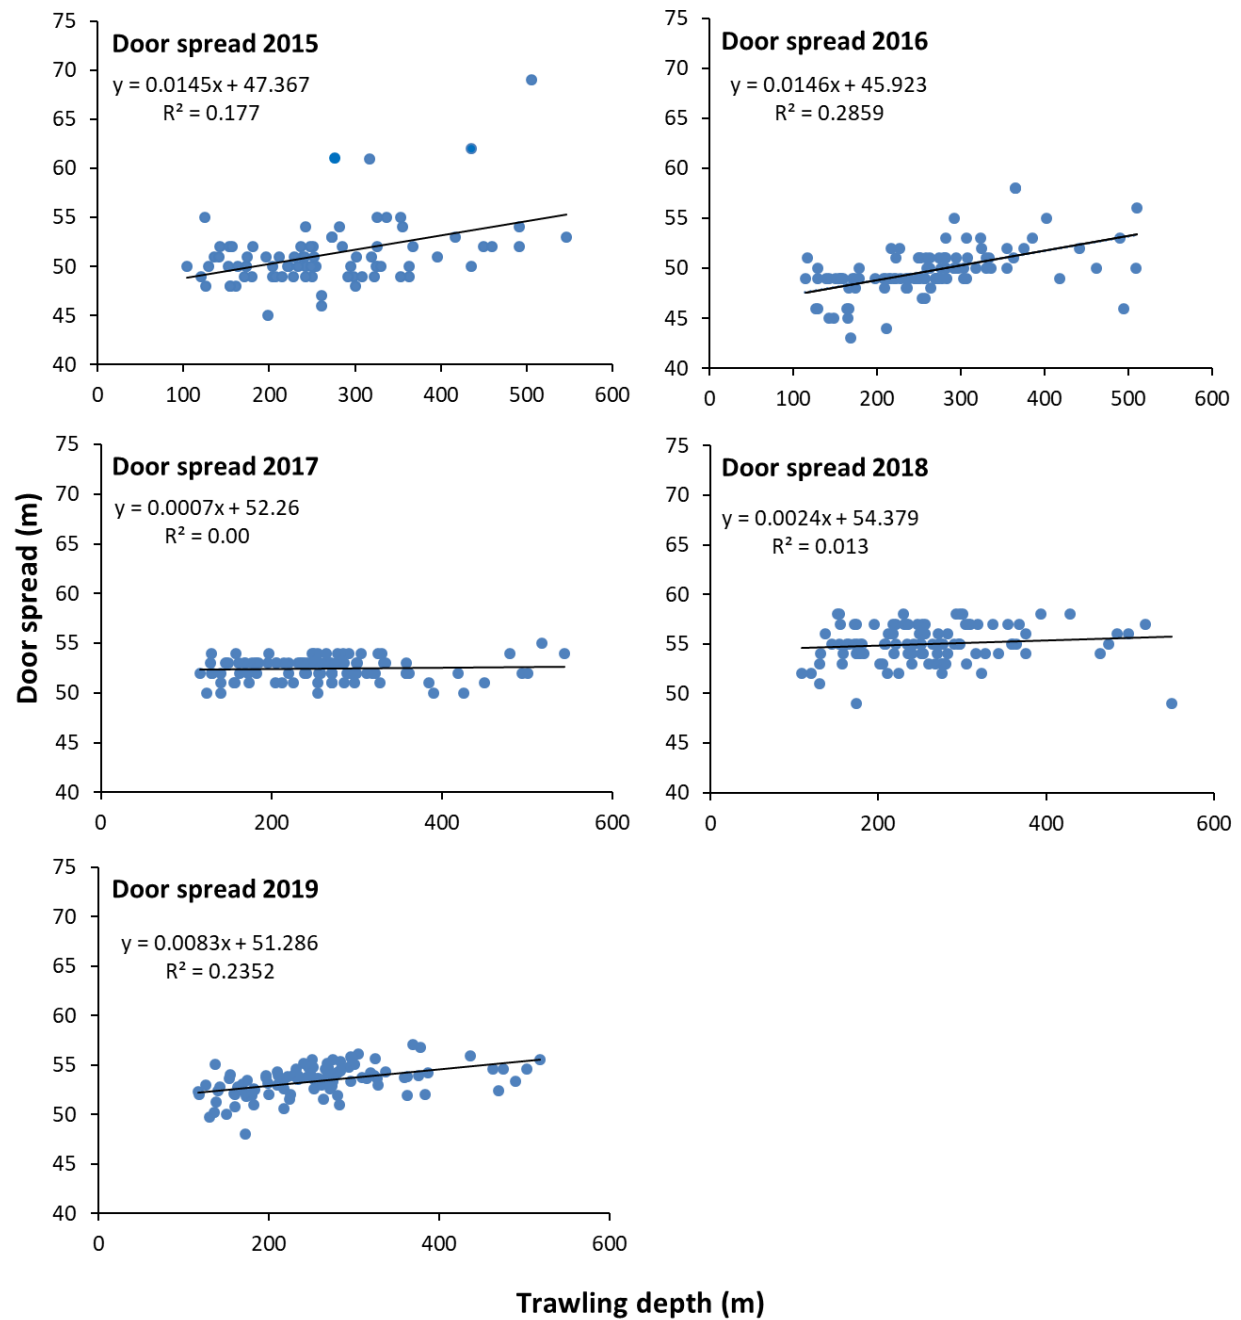 Door spread 2015
y = 0.0145x + 47.367
R² = 0.177
75
70
65
60
55
50
45
40
0 100 200 300 400 500 600
Door spread 2016
y = 0.0146x + 45.923
R² = 0.2859
75
70
65
60
55
50
45
40
0 100 200 300 400 500 600
Door spread (m)
Door spread 2017
y = 0.0007x + 52.26
R² = 0.00
75
70
65
60
55
50
45
40
0 200 400 600
Door spread 2018
y = 0.0024x + 54.379
R² = 0.013
75
70
65
60
55
50
45
40
0 200 400 600
Door spread 2019
y = 0.0083x + 51.286
R² = 0.2352
75
70
65
60
55
50
45
40
0 200 400 600
Trawling depth (m)